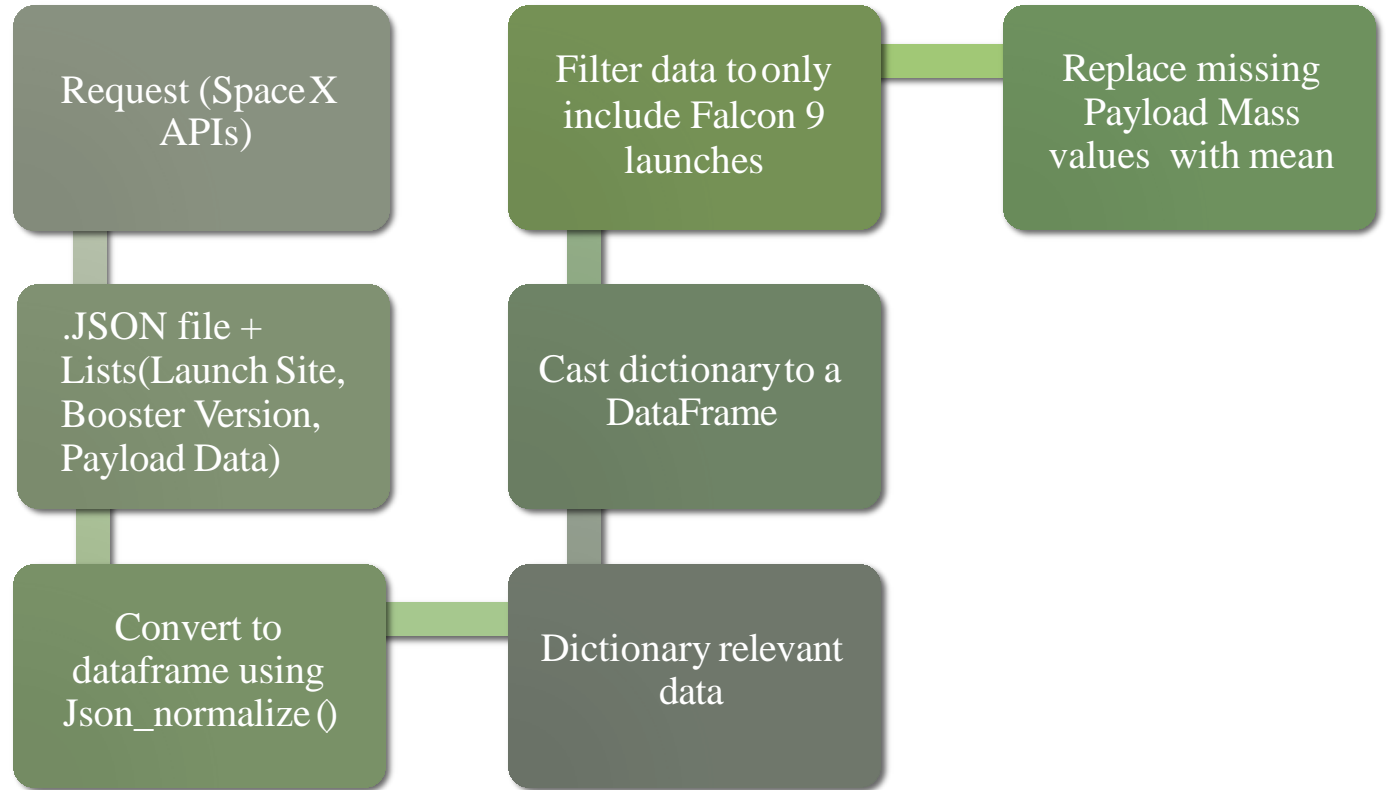 Request (SpaceX
APIs)
.JSON file +
Lists(Launch Site,
Booster Version,
Payload Data)
Convert to
dataframe using
Json_normalize()
Dictionary relevant
data
Cast dictionary to a
DataFrame
Filter data to only
include Falcon 9
launches
Replace missing
Payload Mass
values with mean